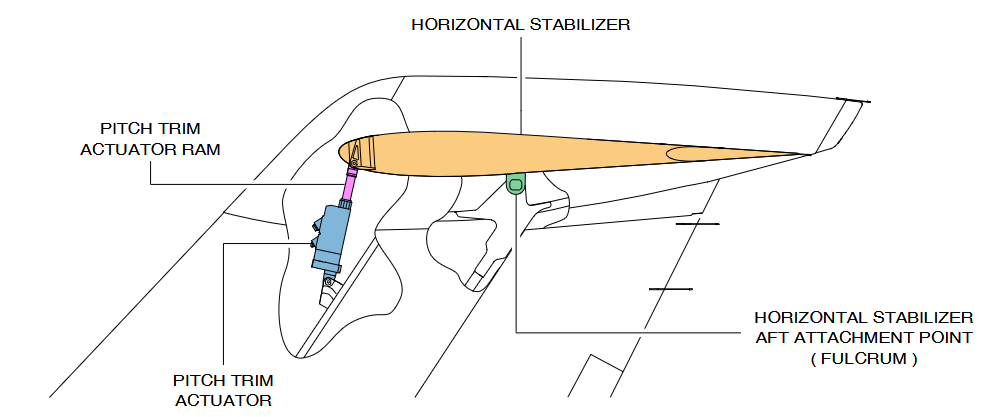 HORIZONTAL STABILIZER
PITCH TRIM
ACTUATOR RAM
HORIZONTAL STABILIZER
AFT ATTACHMENT POINT
( FULCRUM )
PITCH TRIM
ACTUATOR